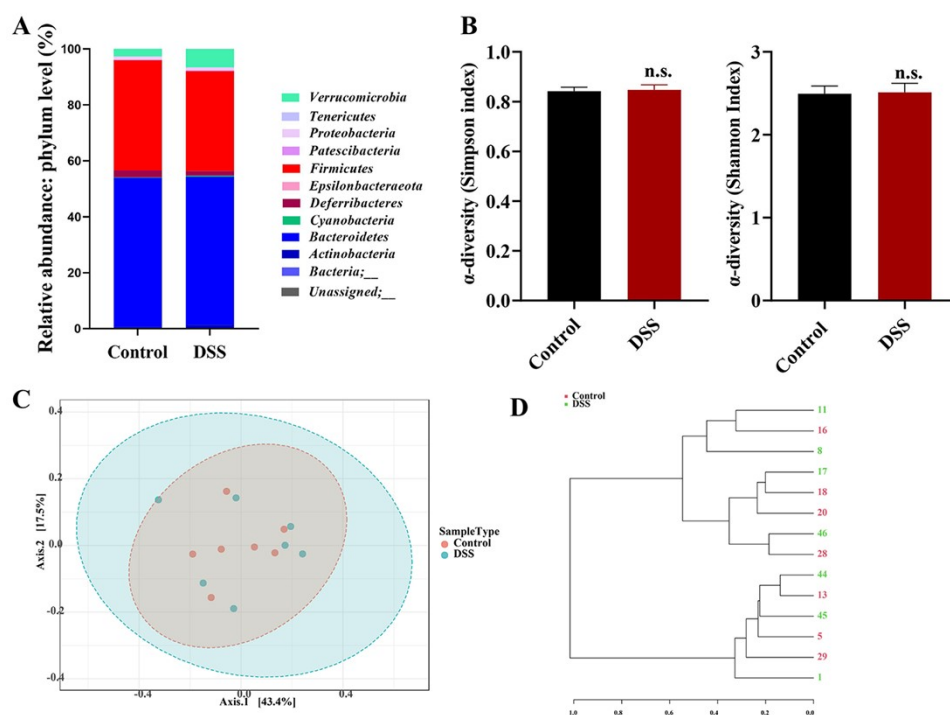 A
Relative abundance: phylum level (%)
100
80
60
40
20
0
Control
DSS
Verrucomicrobia
Tenericutes
Proteobacteria
Patescibacteria
Firmicutes
Epsilonbacteraeota
Deferribacteres
Cyanobacteria
Bacteroidetes
Actinobacteria
Bacteria;__
Unassigned;__
B
α-diversity (Simpson index)
1.0
0.8
0.6
0.4
0.2
0.0
n.s.
Control
DSS
α-diversity (Shannon Index)
3
2
1
0
n.s.
Control
DSS
C
Axis.2 [17.5%]
0.4
0.2
0.0
-0.2
-0.4
-0.4
0.0
0.4
Axis.1 [43.4%]
SampleType
Control
DSS
D
Control
DSS
11
16
8
17
18
20
46
28
44
13
45
5
29
1
1.0 0.8 0.6 0.4 0.2 0.0